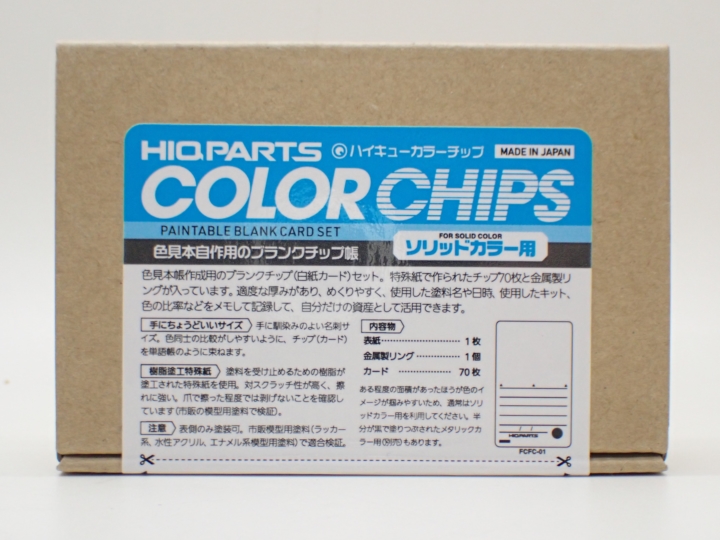 HIQPARTS ハイキューカラーチップ MADE IN JAPAN
COLOR CHIPS
PAINTABLE BLANK CARD SET
FOR SOLID COLOR
色見本自作用のブランクチップ帳 ソリッドカラー用
色見本帳作成用のブランクチップ(白紙カード)セット。特殊紙で作られたチップ70枚と金属製リ
ングが入っています。適度な厚みがあり、めくりやすく、使用した塗料名や日時、使用したキット、
色の比率などをメモして記録して、自分だけの資産として活用できます。
手にちょうどいいサイズ 手に馴染みのよい名刺サ
イズ。色同士の比較がしやすいように、チップ(カード)
を単語帳のように束ねます。
樹脂塗工特殊紙 塗料を受け止めるための樹脂が
塗工された特殊紙を使用。対スクラッチ性が高く、擦
れに強い。爪で擦った程度では剥げないことを確認し
ています(市販の模型用塗料で検証)。
注意 表側のみ塗装可。市販模型用塗料(ラッカー
系、水性アクリル、エナメル系模型用塗料)で適合検証。
内容物
表紙 ……………… 1枚
金属製リング ……… 1個
カード ……………… 70枚
ある程度の面積があったほうが色のイ
メージが掴みやすいため、通常はソリ
ッドカラー用を利用してください。半
分が黒で塗りつぶされたメタリックカ
ラー用(別売)もあります。
HIQPARTS
FCFC-01